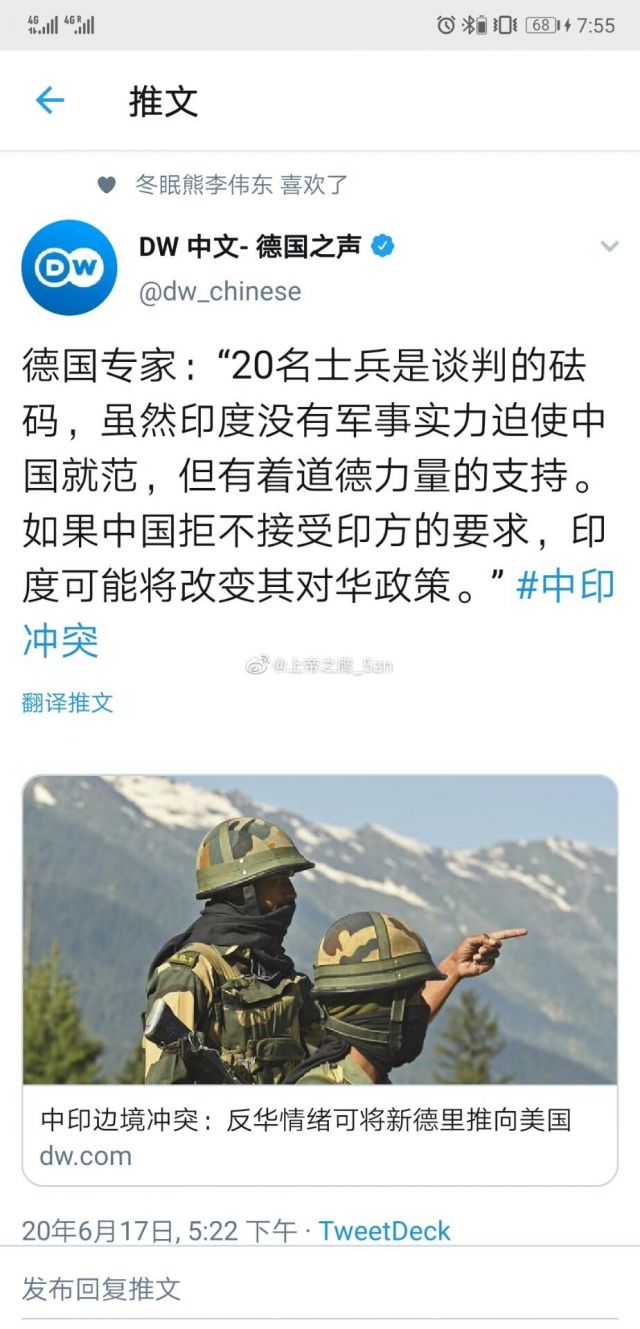 4G 4G R 68 7:55
推文
冬眠熊李伟东 喜欢了
DW 中文- 德国之声
DW
@dw_chinese
德国专家：“20名士兵是谈判的砝
码，虽然印度没有军事实力迫使中
国就范，但有着道德力量的支持。
如果中国拒不接受印方的要求，印
度可能将改变其对华政策。” #中印
冲突
@上帝之鹰_5zn
翻译推文
中印边境冲突：反华情绪可将新德里推向美国
dw.com
20年6月17日, 5:22 下午 · TweetDeck
发布回复推文